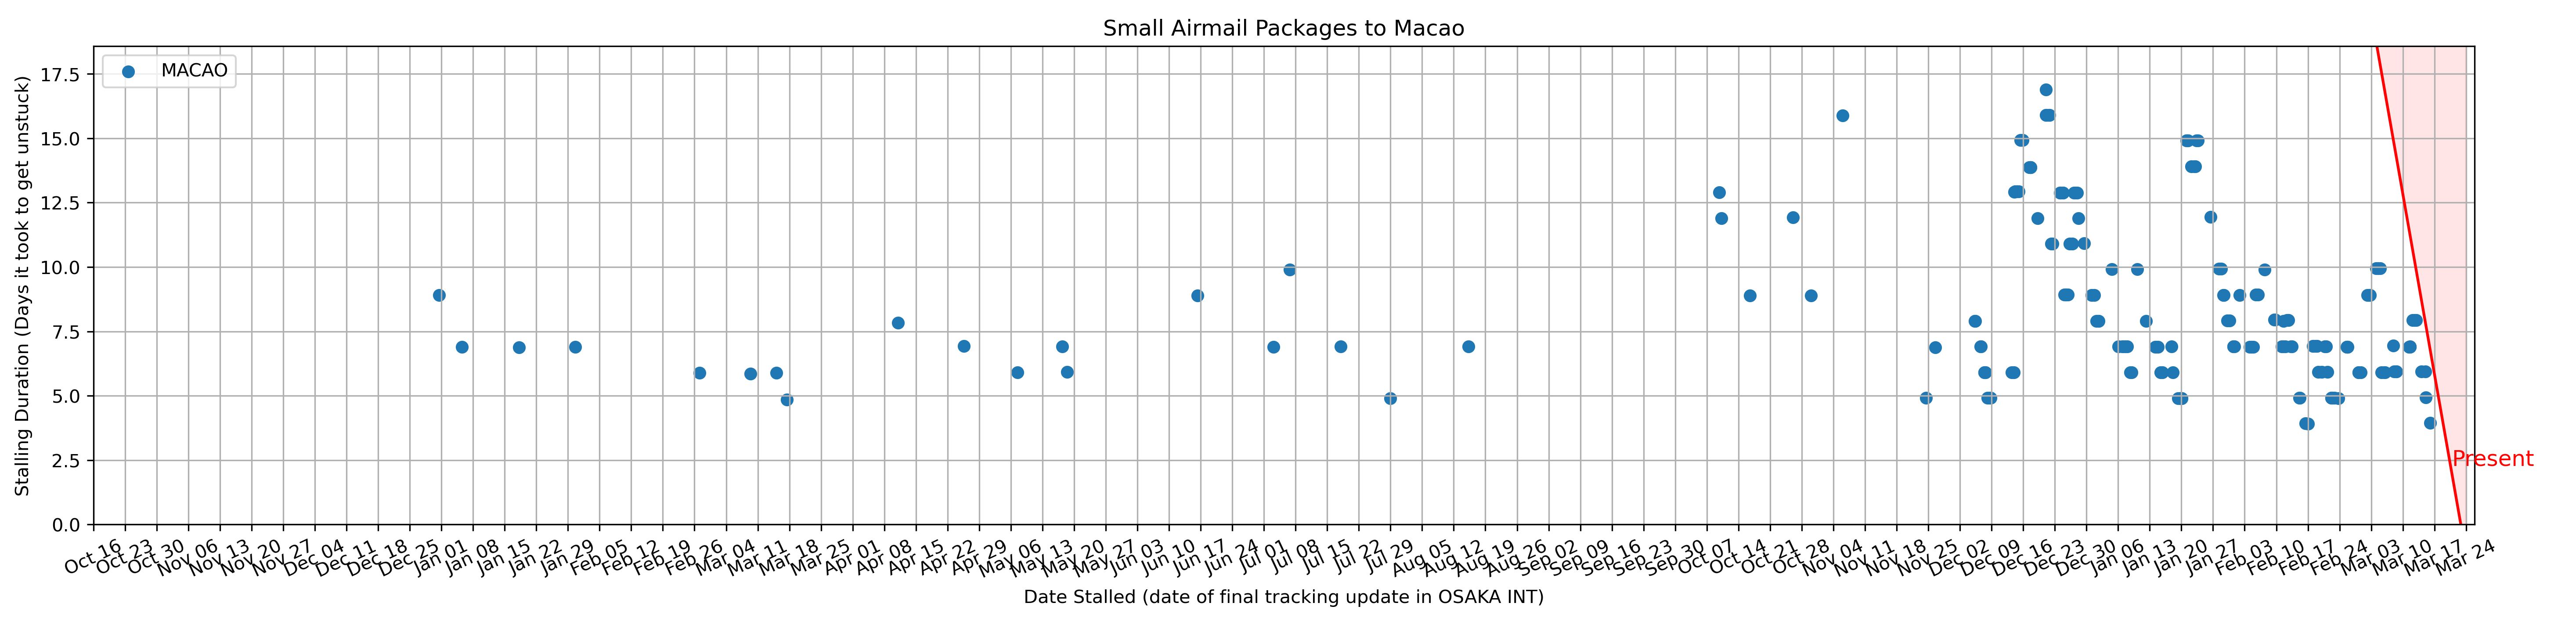 Small Airmail Packages to Macao
MACAO
Stalling Duration (Days it took to get unstuck)
17.5
15.0
12.5
10.0
7.5
5.0
2.5
0.0
Present
Oct 16 Oct 23 Oct 30 Nov 06 Nov 13 Nov 20 Nov 27 Dec 04 Dec 11 Dec 18 Dec 25 Jan 01 Jan 08 Jan 15 Jan 22 Jan 29 Feb 05 Feb 12 Feb 19 Feb 26 Mar 04 Mar 11 Mar 18 Mar 25 Apr 01 Apr 08 Apr 15 Apr 22 Apr 29 May 06 May 13 May 20 May 27 Jun 03 Jun 10 Jun 17 Jun 24 Jul 01 Jul 08 Jul 15 Jul 22 Jul 29 Aug 05 Aug 12 Aug 19 Aug 26 Sep 02 Sep 09 Sep 16 Sep 23 Sep 30 Oct 07 Oct 14 Oct 21 Oct 28 Nov 04 Nov 11 Nov 18 Nov 25 Dec 02 Dec 09 Dec 16 Dec 23 Dec 30 Jan 06 Jan 13 Jan 20 Jan 27 Feb 03 Feb 10 Feb 17 Feb 24 Mar 03 Mar 10 Mar 17 Mar 24
Date Stalled (date of final tracking update in OSAKA INT)